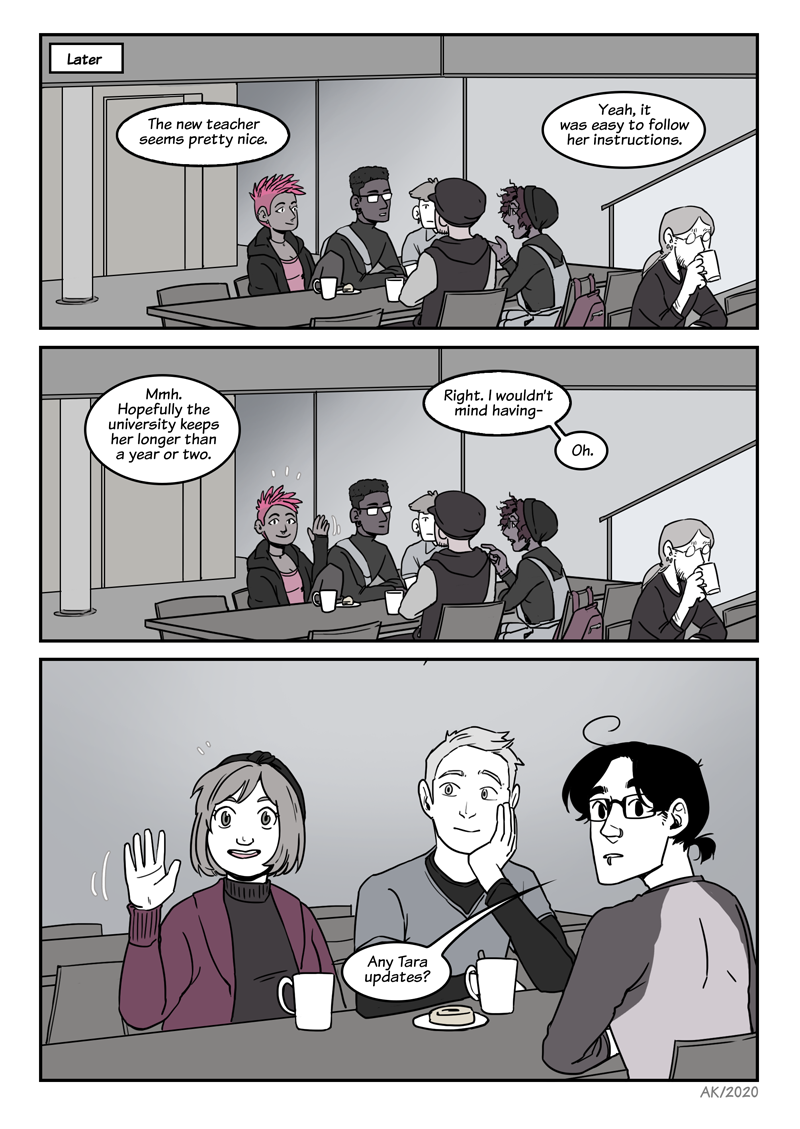 Later
The new teacher
seems pretty nice.
Yeah, it
was easy to follow
her instructions.
Mmh.
Hopefully the
university keeps
her longer than
a year or two.
Right. I wouldn't
mind having-
Oh.
Any Tara
updates?
AK/2020